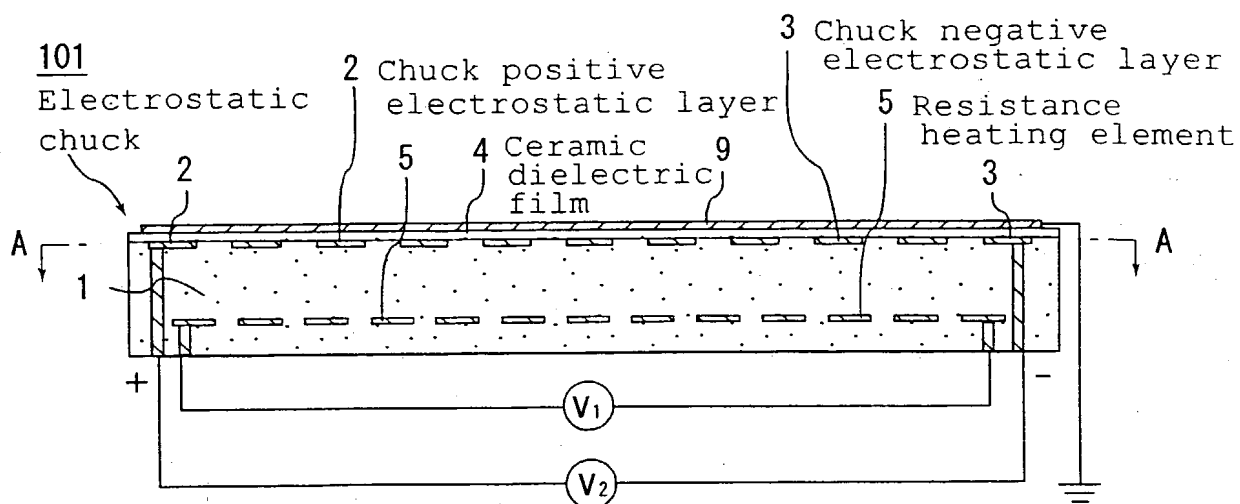 101
Electrostatic
chuck
2 Chuck positive
electrostatic layer
3 Chuck negative
electrostatic layer
5 Resistance
heating element
2
5
4 Ceramic
dielectric
film
9
3
A
A
1
+
-
V1
V2